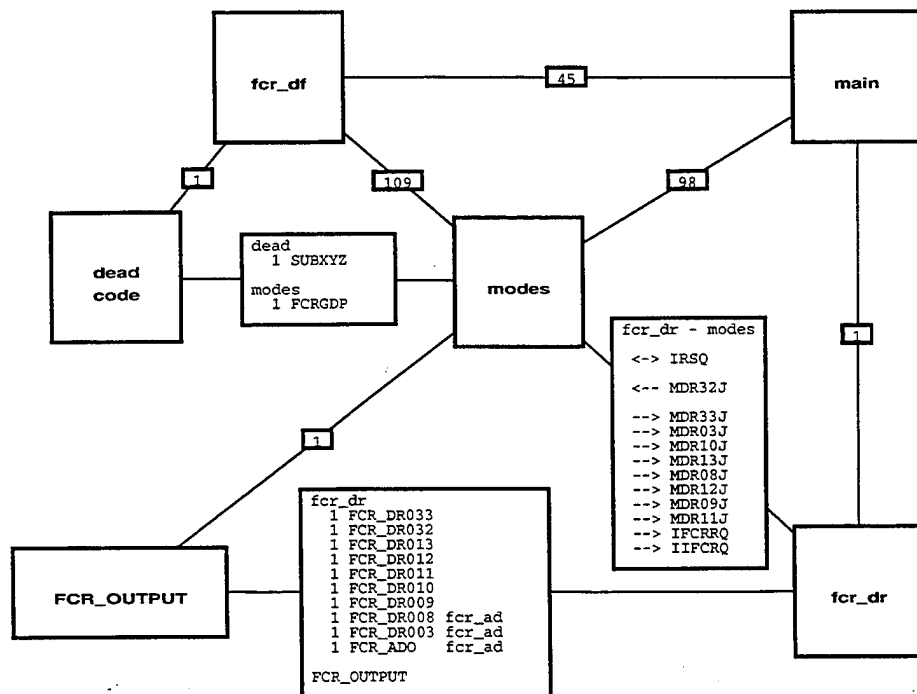 fcr_df
45
main
1
109
98
dead
code
dead
1 SUBXYZ
modes
1 FCRGDP
modes
fcr_dr - modes
<-> IRSQ
<-- MDR32J
--> MDR33J
--> MDR03J
--> MDR10J
--> MDR13J
--> MDR08J
--> MDR12J
--> MDR09J
--> MDR11J
--> IFCRRQ
--> IIFCRQ
1
1
fcr_dr
1 FCR_DR033
1 FCR_DR032
1 FCR_DR013
1 FCR_DR012
1 FCR_DR011
1 FCR_DR010
1 FCR_DR009
1 FCR_DR008 fcr_ad
1 FCR_DR003 fcr_ad
1 FCR_ADO fcr_ad
FCR_OUTPUT
FCR_OUTPUT
fcr_dr